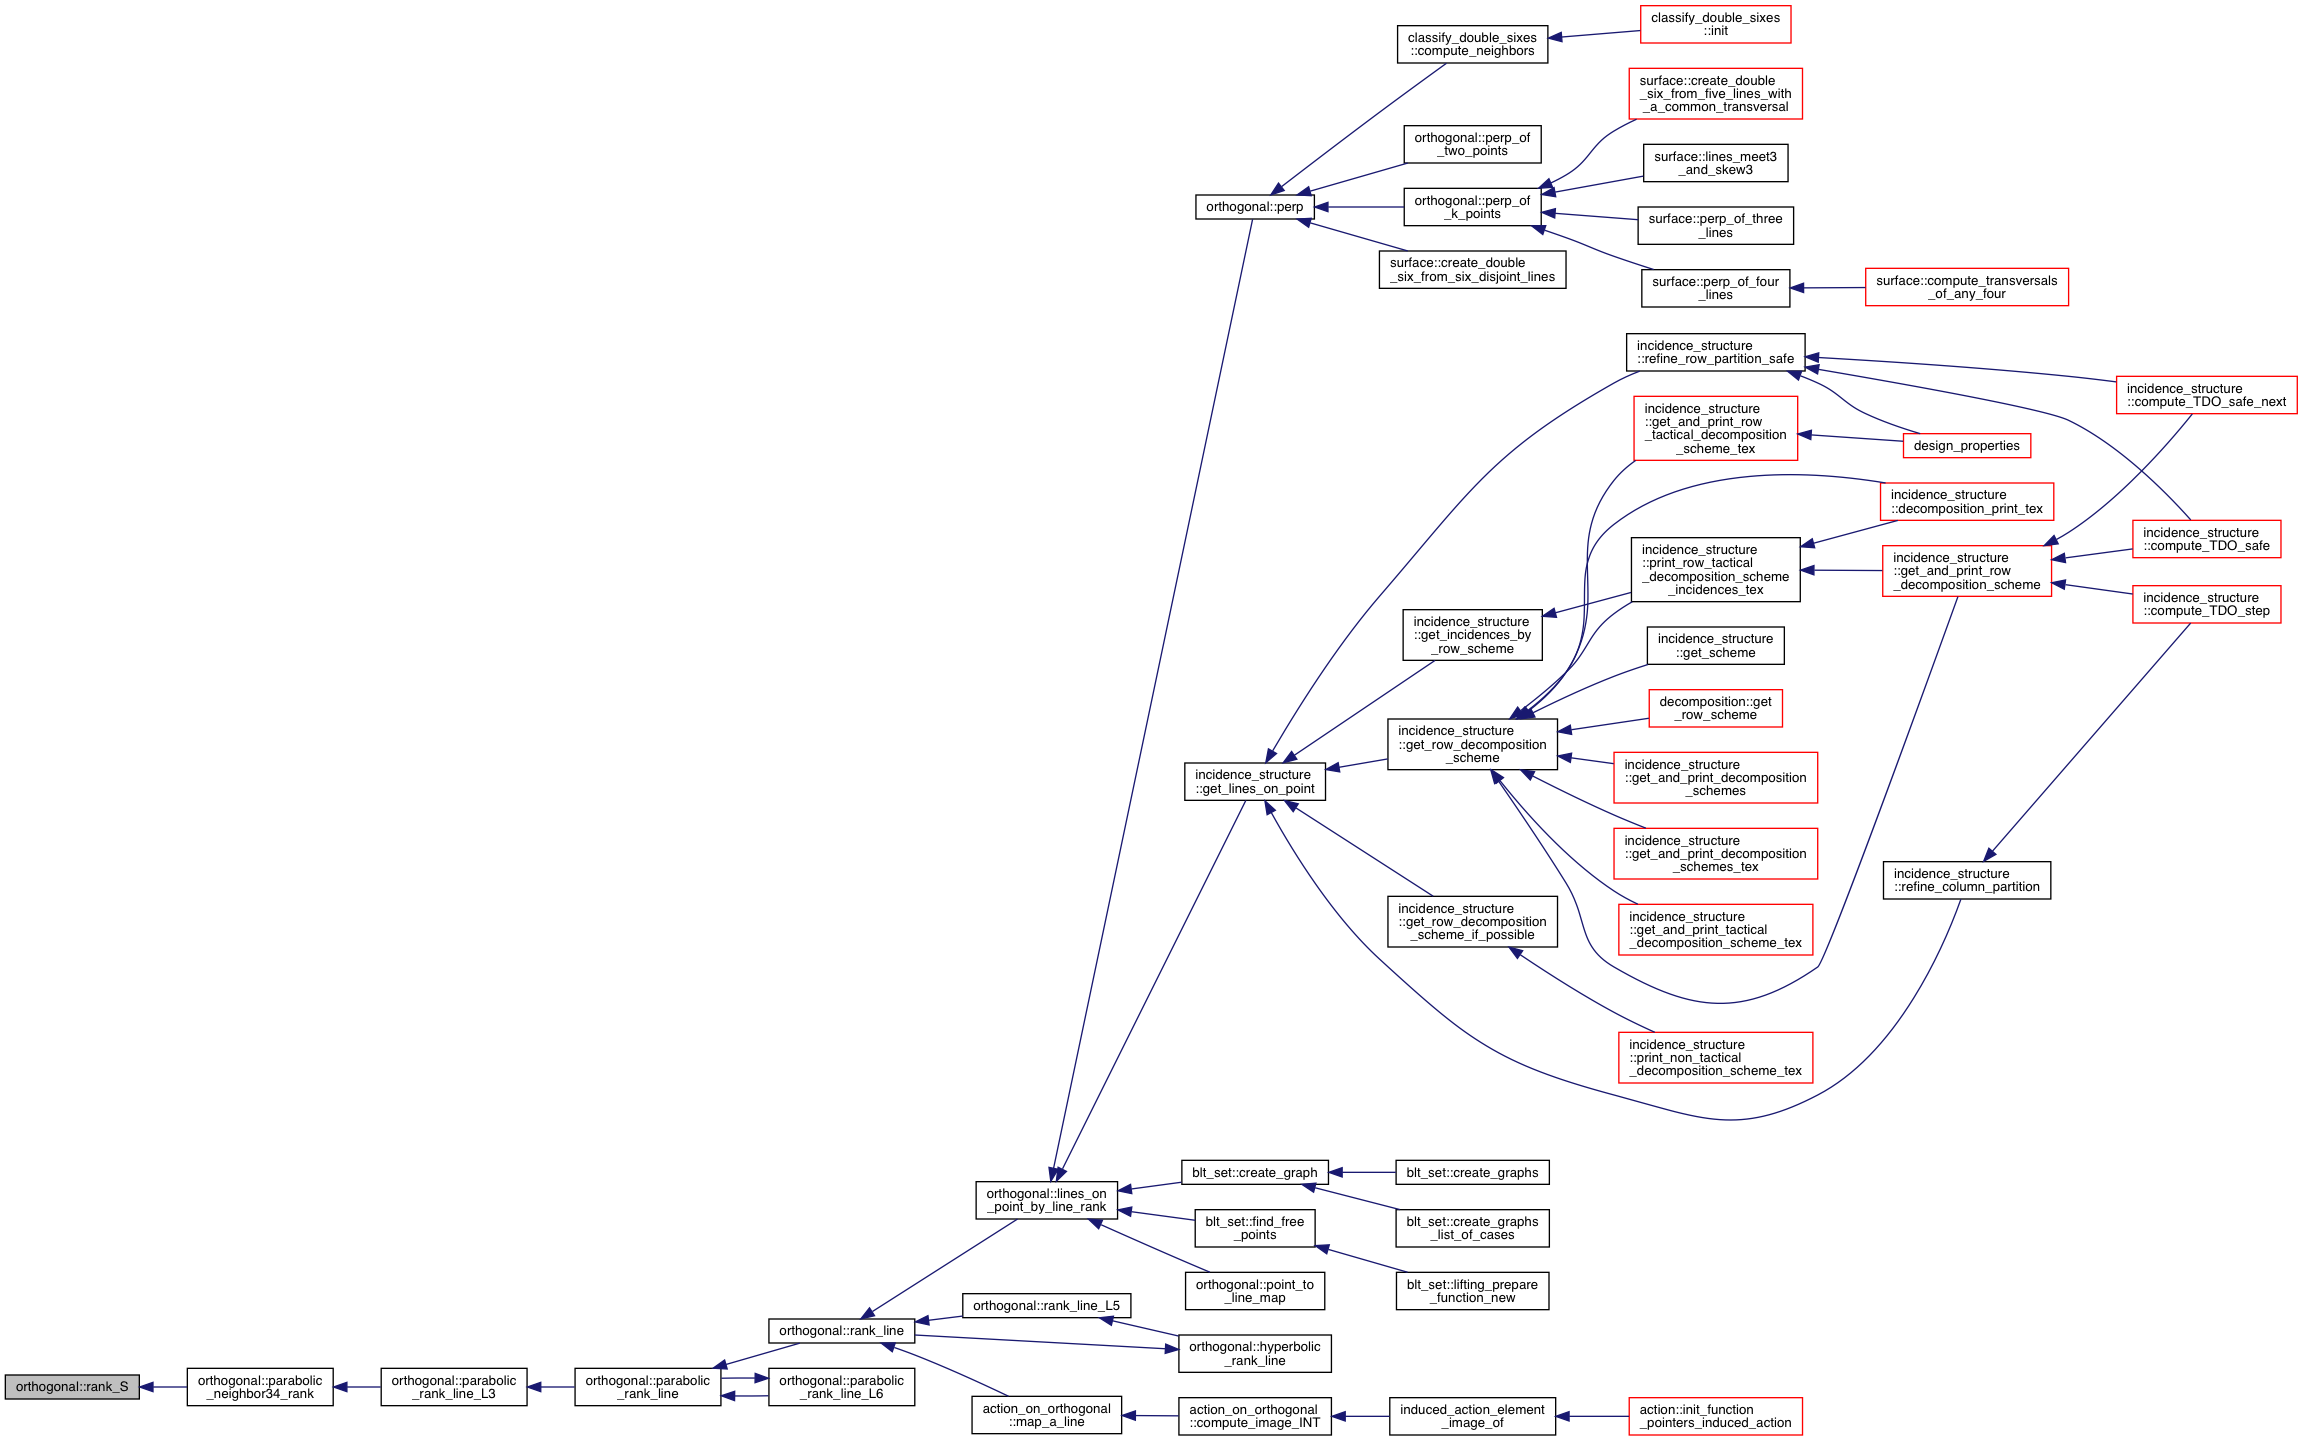 classify_double_sixes
::init
classify_double_sixes
::compute_neighbors
surface::create_double
_six_from_five_lines_with
_a_common_transversal
orthogonal::perp_of
_two_points
surface::lines_meet3
_and_skew3
orthogonal::perp
orthogonal::perp_of
_k_points
surface::perp_of_three
_lines
surface::create_double
_six_from_six_disjoint_lines
surface::perp_of_four
_lines
surface::compute_transversals
_of_any_four
incidence_structure
::refine_row_partition_safe
incidence_structure
::compute_TDO_safe_next
incidence_structure
::get_and_print_row
_tactical_decomposition
_scheme_tex
design_properties
incidence_structure
::decomposition_print_tex
incidence_structure
::compute_TDO_safe
incidence_structure
::print_row_tactical
_decomposition_scheme
_incidences_tex
incidence_structure
::get_and_print_row
_decomposition_scheme
incidence_structure
::compute_TDO_step
incidence_structure
::get_incidences_by
_row_scheme
incidence_structure
::get_scheme
decomposition::get
_row_scheme
incidence_structure
::get_row_decomposition
_scheme
incidence_structure
::get_lines_on_point
incidence_structure
::get_and_print_decomposition
_schemes
incidence_structure
::get_and_print_decomposition
_schemes_tex
incidence_structure
::refine_column_partition
incidence_structure
::get_row_decomposition
_scheme_if_possible
incidence_structure
::get_and_print_tactical
_decomposition_scheme_tex
incidence_structure
::print_non_tactical
_decomposition_scheme_tex
orthogonal::lines_on
_point_by_line_rank
blt_set::create_graph
blt_set::create_graphs
blt_set::find_free
_points
blt_set::create_graphs
_list_of_cases
orthogonal::point_to
_line_map
blt_set::lifting_prepare
_function_new
orthogonal::rank_line_L5
orthogonal::rank_line
orthogonal::hyperbolic
_rank_line
orthogonal::rank_S
orthogonal::parabolic
_neighbor34_rank
orthogonal::parabolic
_rank_line_L3
orthogonal::parabolic
_rank_line
orthogonal::parabolic
_rank_line_L6
action_on_orthogonal
::map_a_line
action_on_orthogonal
::compute_image_INT
induced_action_element
_image_of
action::init_function
_pointers_induced_action